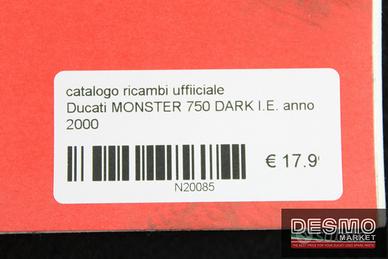 catalogo ricambi uffiiciale
Ducati MONSTER 750 DARK I.E. anno
2000
€ 17.9
N20085
DESMO
MARKET